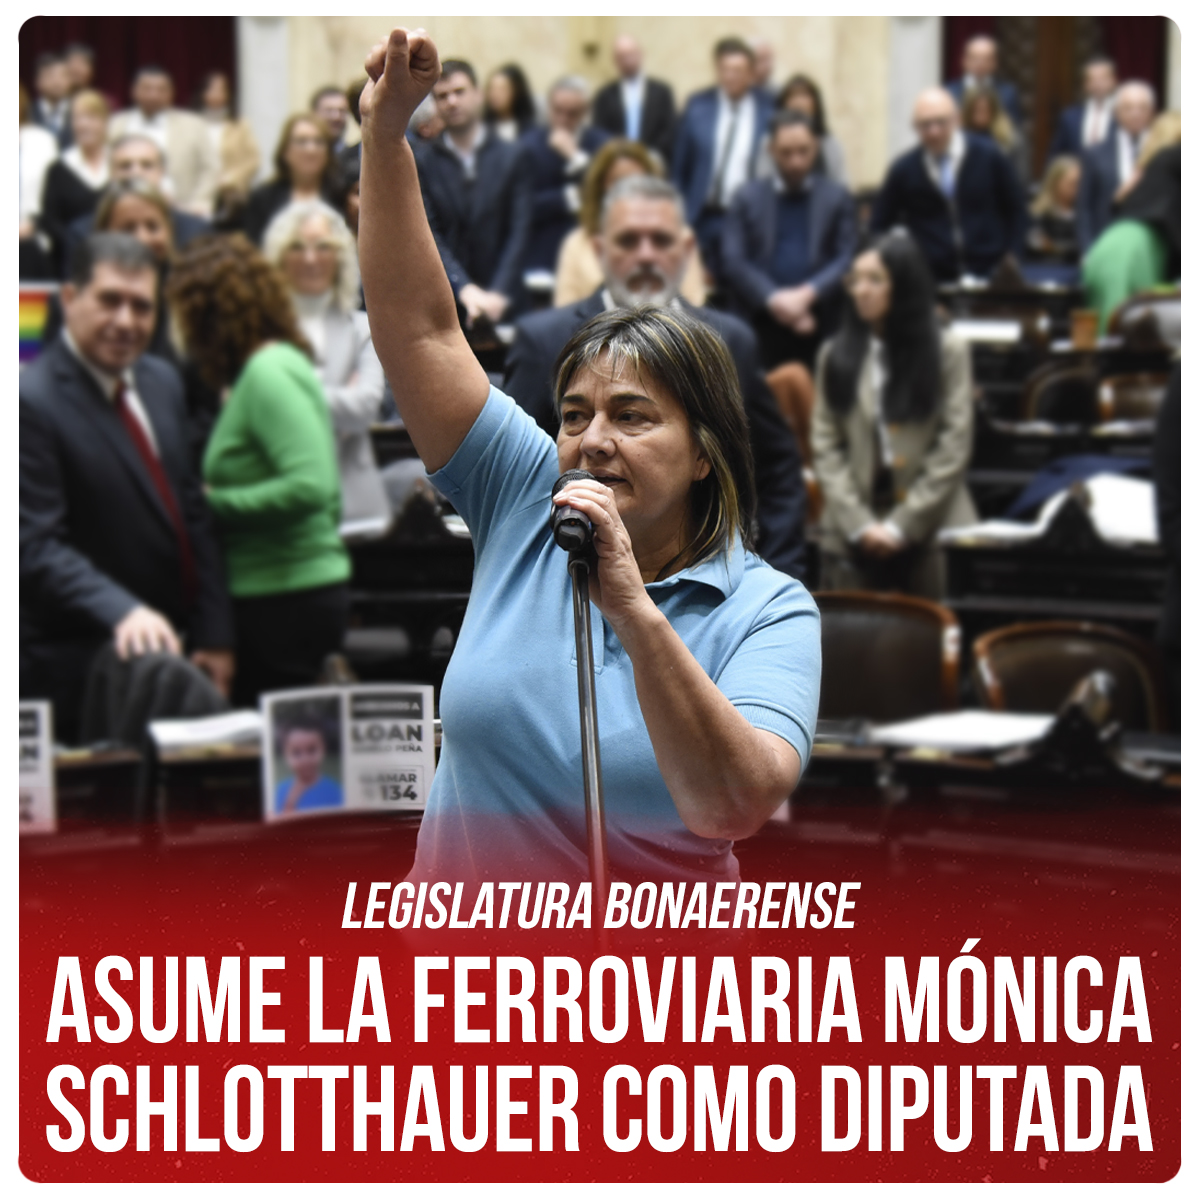 LOAN
PEÑA
134
LEGISLATURA BONAERENSE
ASUME LA FERROVIARIA MÓNICA
SCHLOTTHAUER COMO DIPUTADA